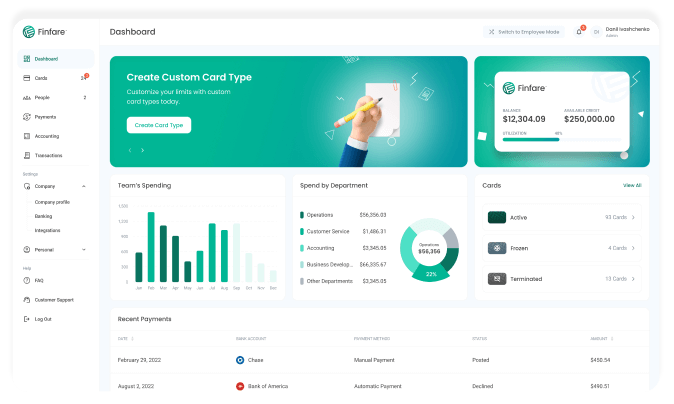 Finfare
Dashboard
Switch to Employee Mode
Danil Ivashchenko
Admin
Dashboard
Cards
People
2
Payments
Accounting
Transactions
Settings
Company
Company profile
Banking
Integrations
Personal
Help
FAQ
Customer Support
Log Out
Create Custom Card Type
Customize your limits with custom
card types today.
Create Card Type
Finfare
BALANCE
AVAILABLE CREDIT
$12,304.09
$250,000.00
UTILIZATION
48%
Team's Spending
Jan Feb Mar Apr May Jun Jul Aug Sep Oct Nov Dec
Spend by Department
Operations $56,356.03
Customer Service $1,486.31
Accounting $3,345.05
Business Develop... $66,335.67
Other Departments $3,345.05
Operations
$56,356
22%
Cards
View All
Active 93 Cards
Frozen 4 Cards
Terminated 13 Cards
Recent Payments
DATE BANK ACCOUNT PAYMENT METHOD STATUS AMOUNT
February 29, 2022 Chase Manual Payment Posted $450.54
August 2, 2022 Bank of America Automatic Payment Declined $490.51